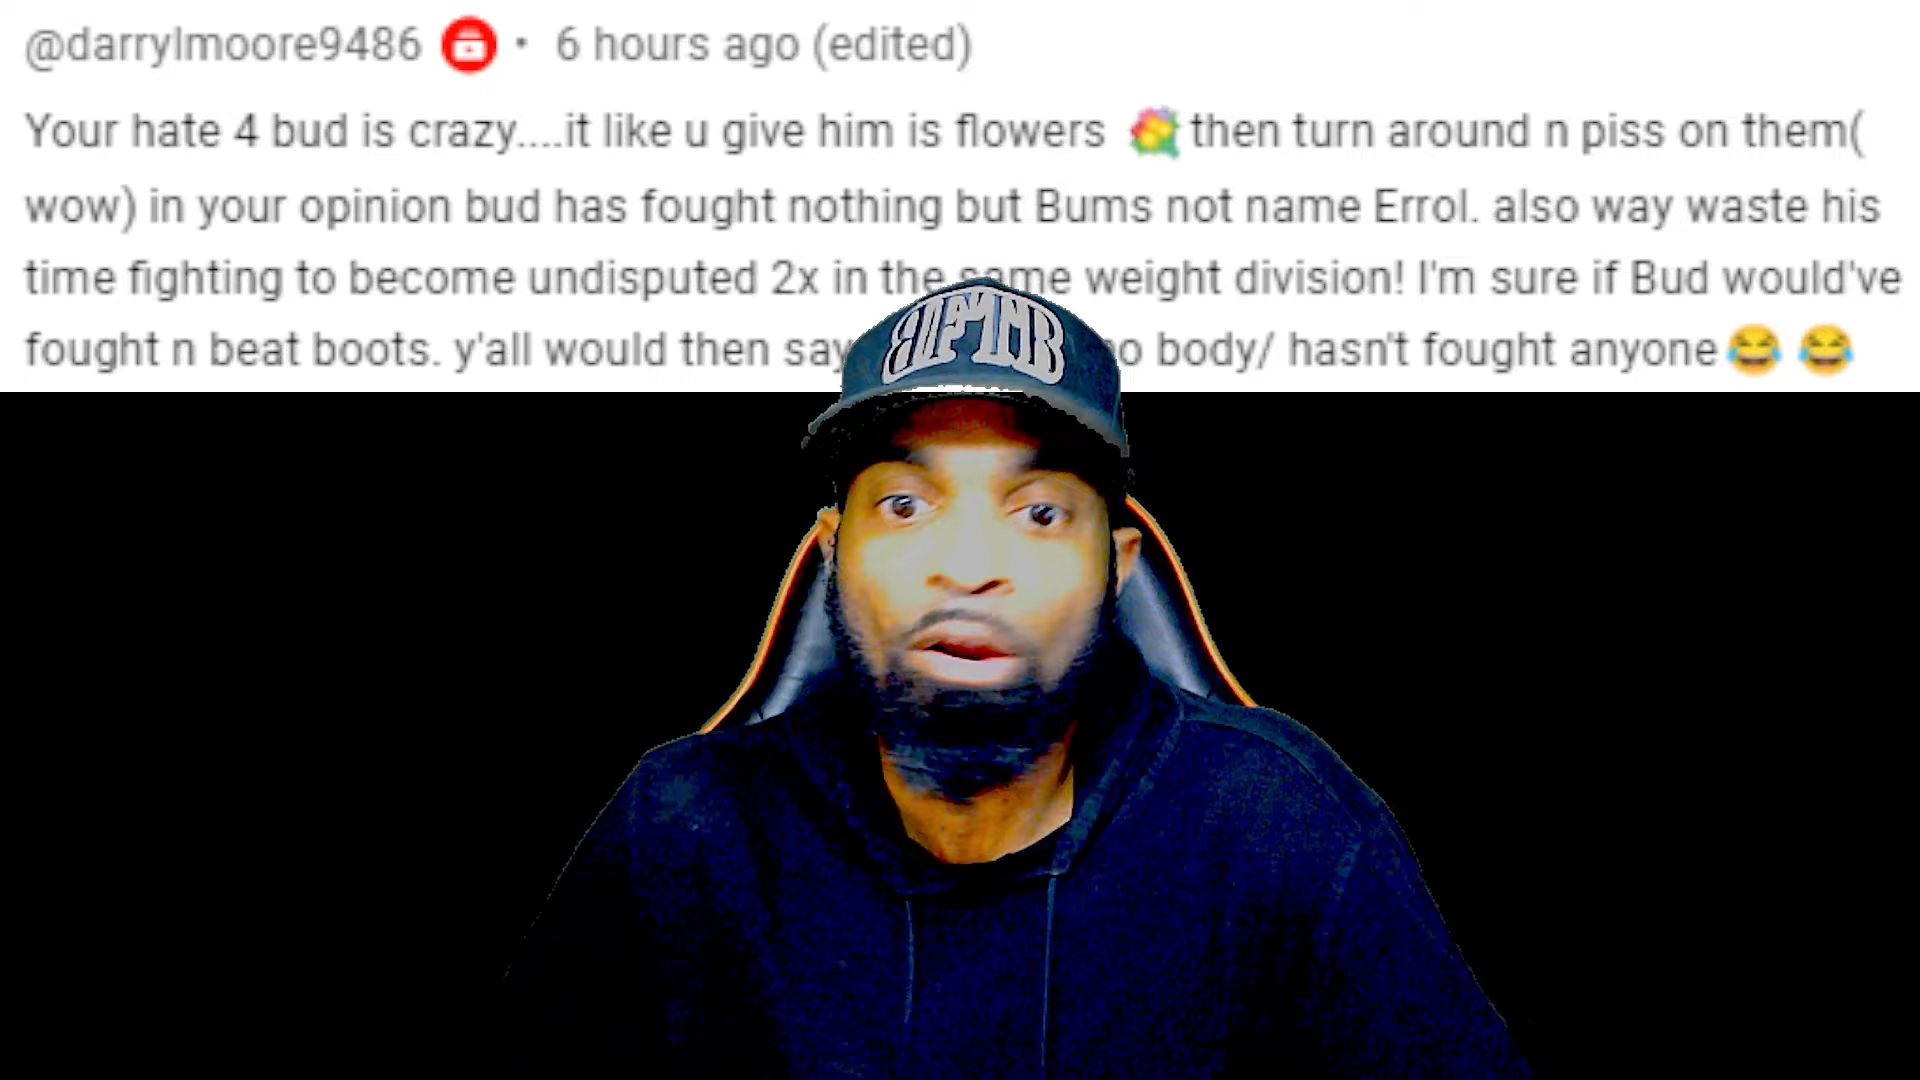 @darrylmoore9486 • 6 hours ago (edited)
Your hate 4 bud is crazy....it like u give him is flowers 💐 then turn around n piss on them(
wow) in your opinion bud has fought nothing but Bums not name Errol. also way waste his
time fighting to become undisputed 2x in the same weight division! I'm sure if Bud would've
fought n beat boots. y'all would then say body/ hasn't fought anyone😂 😂